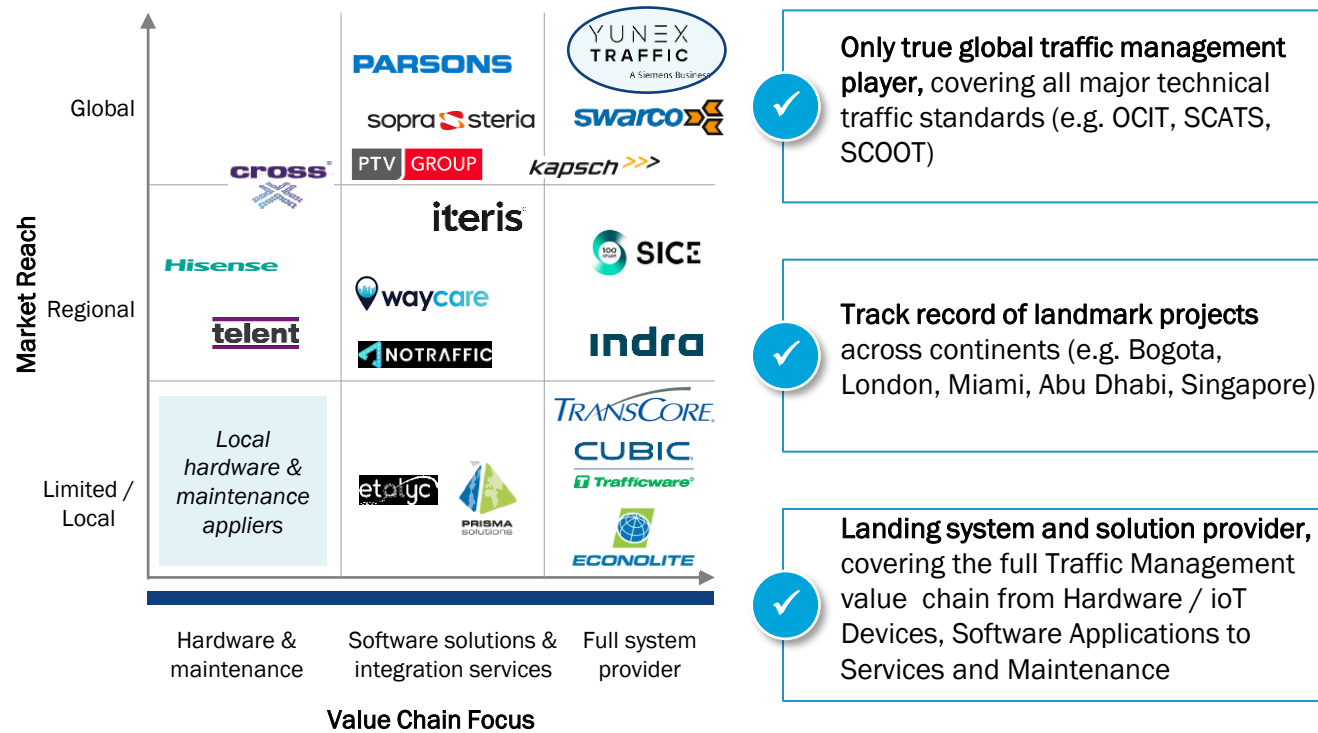 Market Reach
Global
Regional
Limited /
Local
PARSONS
YUNEX
TRAFFIC
A Siemens Business
sopra steria
SWARCO
cross
PTV GROUP
kapsch >>>
iteris
Hisense
100
YEARS
SICE
waycare
telent
NOTRAFFIC
indra
Local
hardware &
maintenance
appliers
etalyc
PRISMA
solutions
TRANSCORE®
CUBIC
Trafficware®
ECONOLITE
Hardware &
maintenance
Software solutions &
integration services
Full system
provider
Value Chain Focus
Only true global traffic management
player, covering all major technical
traffic standards (e.g. OCIT, SCATS,
SCOOT)
Track record of landmark projects
across continents (e.g. Bogota,
London, Miami, Abu Dhabi, Singapore)
Landing system and solution provider,
covering the full Traffic Management
value chain from Hardware / ioT
Devices, Software Applications to
Services and Maintenance